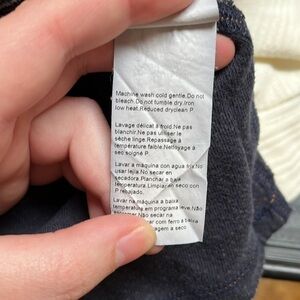 Machine wash cold gentle.Do not
bleach.Do not tumble dry.Iron
low heat.Reduced dryclean P.
Lavage délicat à froid.Ne pas
blanchir.Ne pas utiliser le
sèche linge.Repassage à
température faible.Nettoyage à
sec soigné P.
Lavar a máquina con agua fría.No
usar lejía.No secar en
secadora.Planchar a baja
temperatura.Limpiar en seco con
P rebajado.
Lavar na máquina a baixa
temperatura em programa leve.Não
.Não secar na
com ferro a baixa
agem a seco